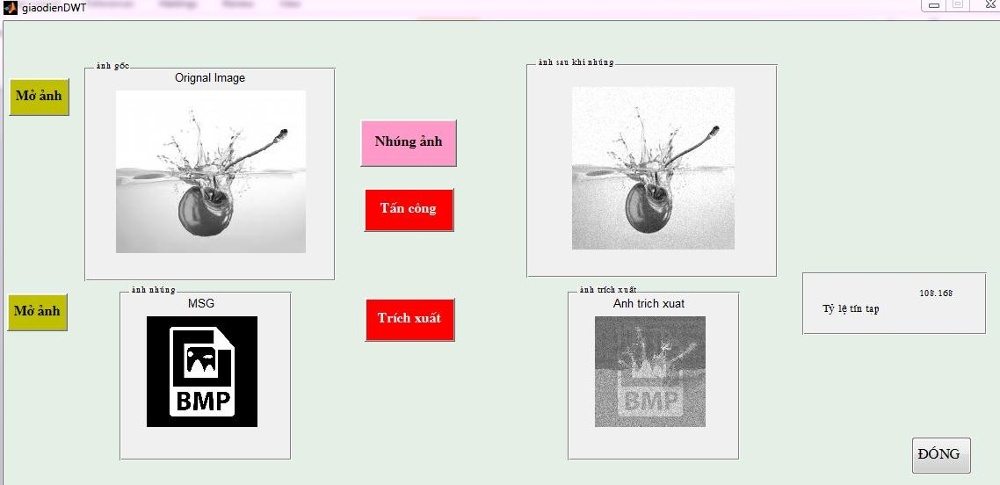 giaodienDWT
Mở ảnh
ảnh gốc
Orignal Image
Nhúng ảnh
Tấn công
ảnh sau khi nhúng
Mở ảnh
ảnh nhúng
MSG
BMP
Trích xuất
ảnh trích xuất
Anh trich xuat
BMP
108.168
Tỷ lệ tín tạp
ĐÓNG